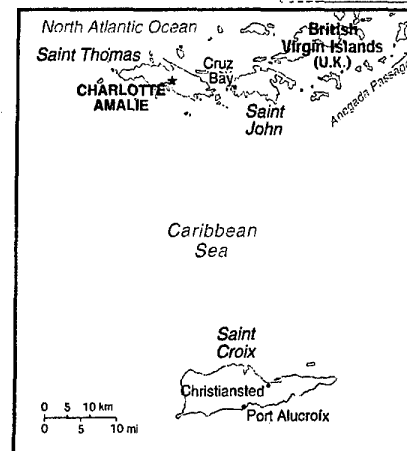 North Atlantic Ocean
Saint Thomas
British
Virgin Islands
(U.K.)
Cruz
Bay
CHARLOTTE
AMALIE
Saint
John
Anegada Passage
Caribbean
Sea
Saint
Croix
Christiansted
Port Alucroix
0 5 10 km
0 5 10 mi